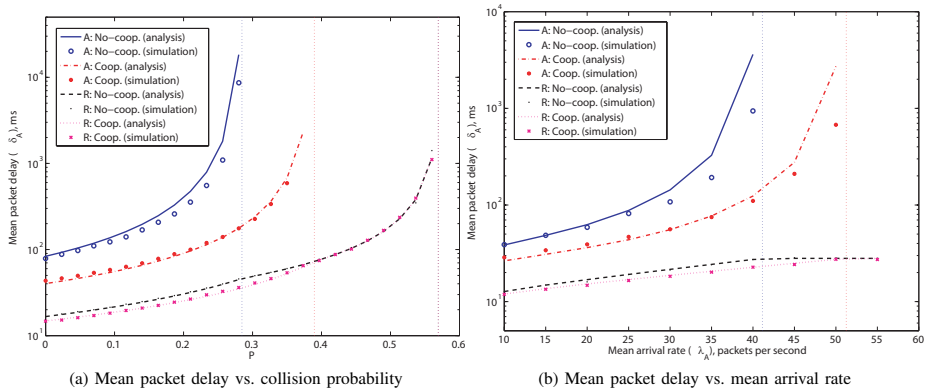 A: No−coop. (analysis)
A: No−coop. (simulation)
A: Coop. (analysis)
A: Coop. (simulation)
R: No−coop. (analysis)
R: No−coop. (simulation)
R: Coop. (analysis)
R: Coop. (simulation)
10^4
10^3
10^2
10^1
Mean packet delay ( δ_A), ms
0 0.1 0.2 0.3 0.4 0.5 0.6
P
(a) Mean packet delay vs. collision probability
A: No−coop. (analysis)
A: No−coop. (simulation)
A: Coop. (analysis)
A: Coop. (simulation)
R: No−coop. (analysis)
R: No−coop. (simulation)
R: Coop. (analysis)
R: Coop. (simulation)
10^4
10^3
10^2
10^1
10^0
Mean packet delay ( δ_A), ms
10 15 20 25 30 35 40 45 50 55 60
Mean arrival rate ( λ_A), packets per second
(b) Mean packet delay vs. mean arrival rate